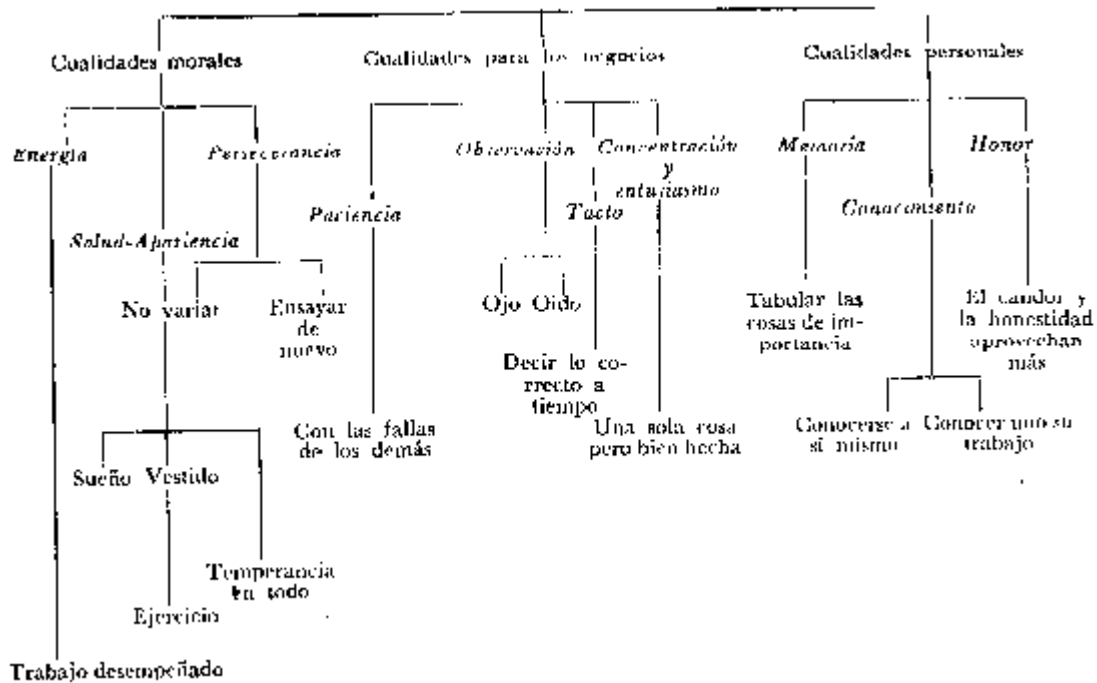 Cualidades morales
Cualidades para los negocios
Cualidades personales
Energía
Perseverancia
Observación
Concentración
y
entusiasmo
Memoria
Honor
Paciencia
Tacto
Conocimiento
Salud-Apariencia
No variar
Ensayar
de
nuevo
Ojo Oído
Tabular las
cosas de im-
portancia
El candor y
la honestidad
aprovechan
más
Decir lo co-
rrecto a
tiempo
Con las fallas
de los demás
Una sola cosa
pero bien hecha
Conocerse a
sí mismo
Conocer uno su
trabajo
Sueño Vestido
Temperancia
en todo
Ejercicio
Trabajo desempeñado